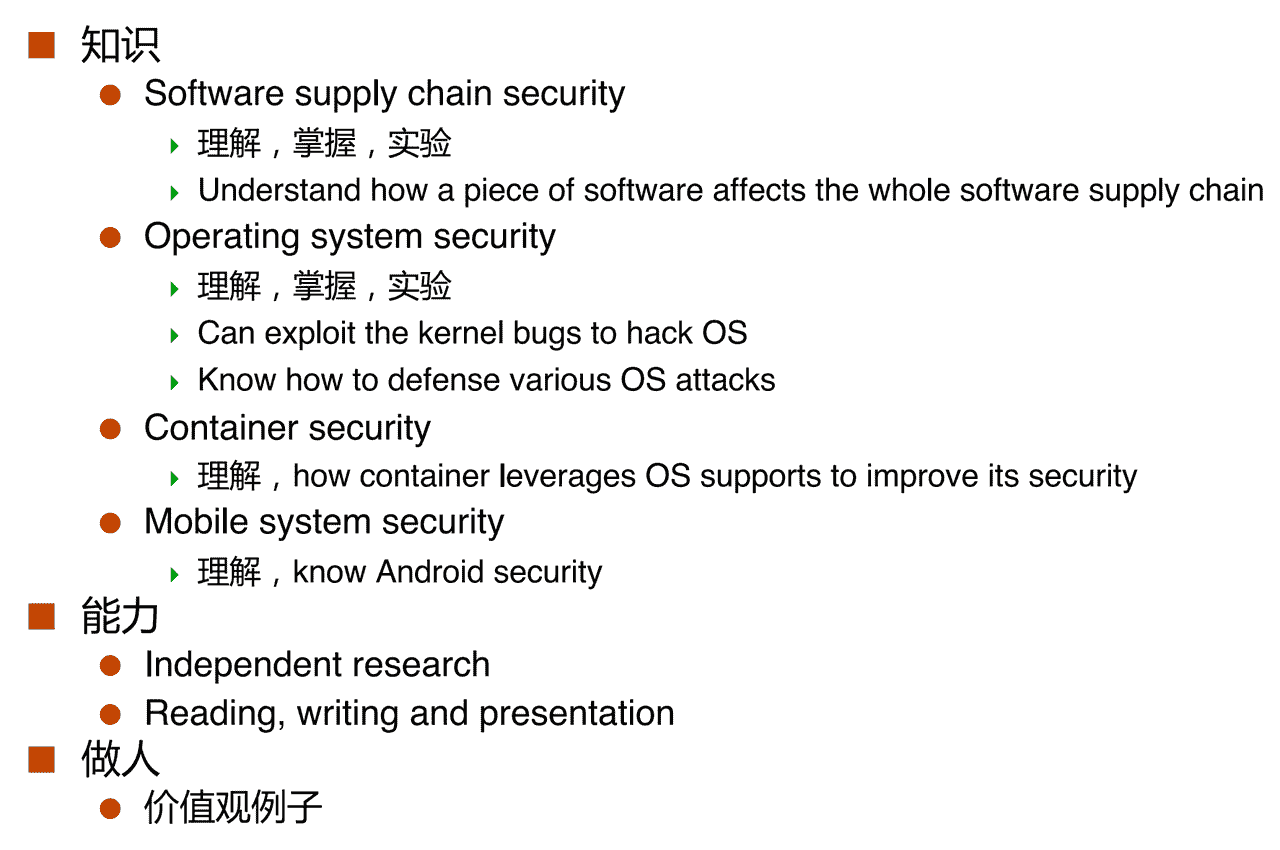 知识
Software supply chain security
理解，掌握，实验
Understand how a piece of software affects the whole software supply chain
Operating system security
理解，掌握，实验
Can exploit the kernel bugs to hack OS
Know how to defense various OS attacks
Container security
理解，how container leverages OS supports to improve its security
Mobile system security
理解，know Android security
能力
Independent research
Reading, writing and presentation
做人
价值观例子